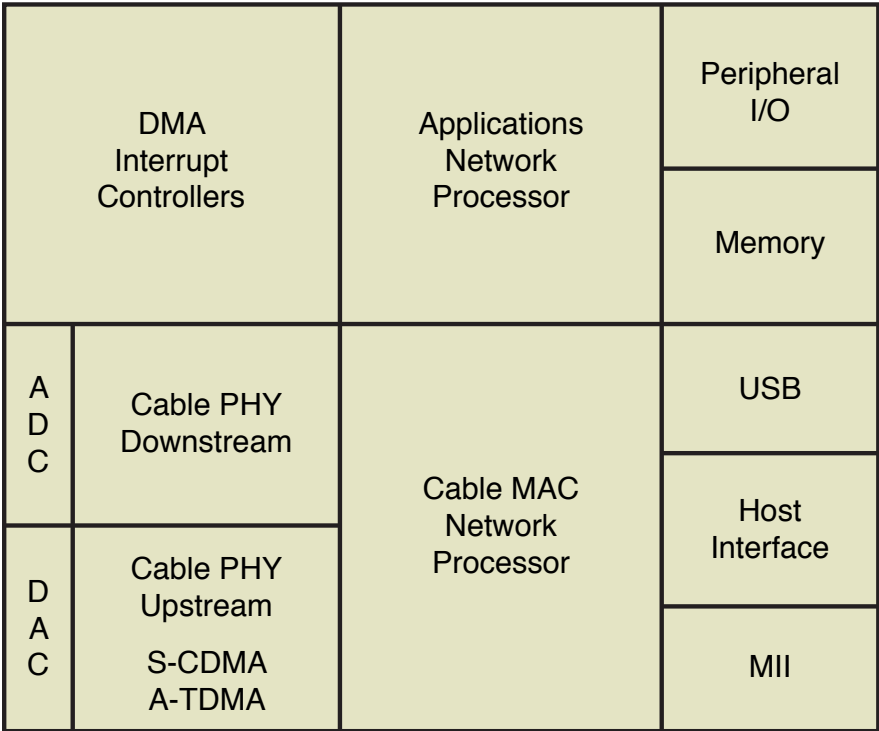 DMA
Interrupt
Controllers
Applications
Network
Processor
Peripheral
I/O
Memory
A
D
C
Cable PHY
Downstream
Cable MAC
Network
Processor
USB
Host
Interface
D
A
C
Cable PHY
Upstream
S-CDMA
A-TDMA
MII